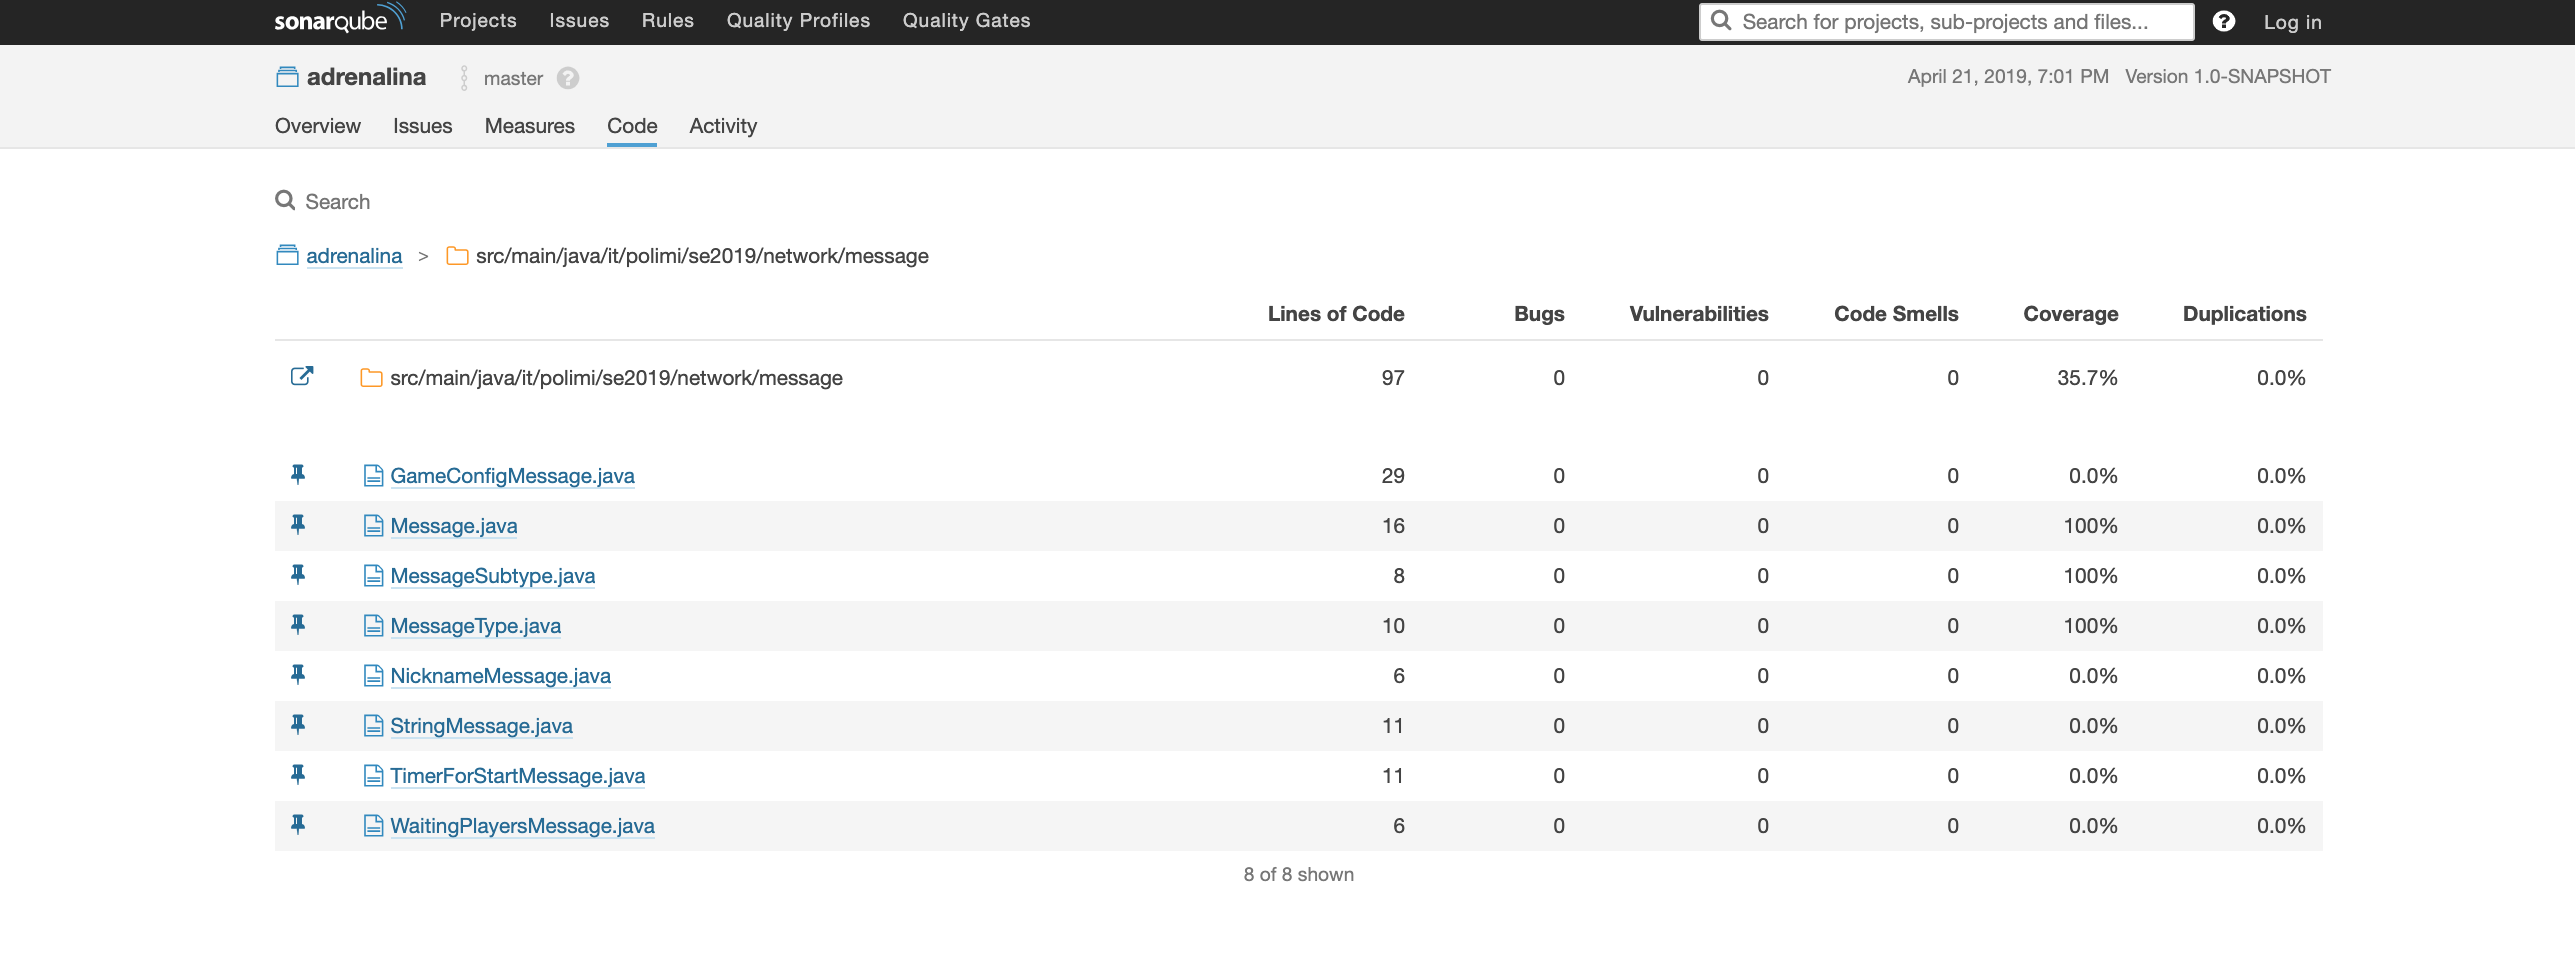 sonarqube Projects Issues Rules Quality Profiles Quality Gates Search for projects, sub-projects and files... ? Log in
adrenalina master ? April 21, 2019, 7:01 PM Version 1.0-SNAPSHOT
Overview Issues Measures Code Activity
Search
adrenalina > src/main/java/it/polimi/se2019/network/message
Lines of Code Bugs Vulnerabilities Code Smells Coverage Duplications
src/main/java/it/polimi/se2019/network/message 97 0 0 0 35.7% 0.0%
GameConfigMessage.java 29 0 0 0 0.0% 0.0%
Message.java 16 0 0 0 100% 0.0%
MessageSubtype.java 8 0 0 0 100% 0.0%
MessageType.java 10 0 0 0 100% 0.0%
NicknameMessage.java 6 0 0 0 0.0% 0.0%
StringMessage.java 11 0 0 0 0.0% 0.0%
TimerForStartMessage.java 11 0 0 0 0.0% 0.0%
WaitingPlayersMessage.java 6 0 0 0 0.0% 0.0%
8 of 8 shown